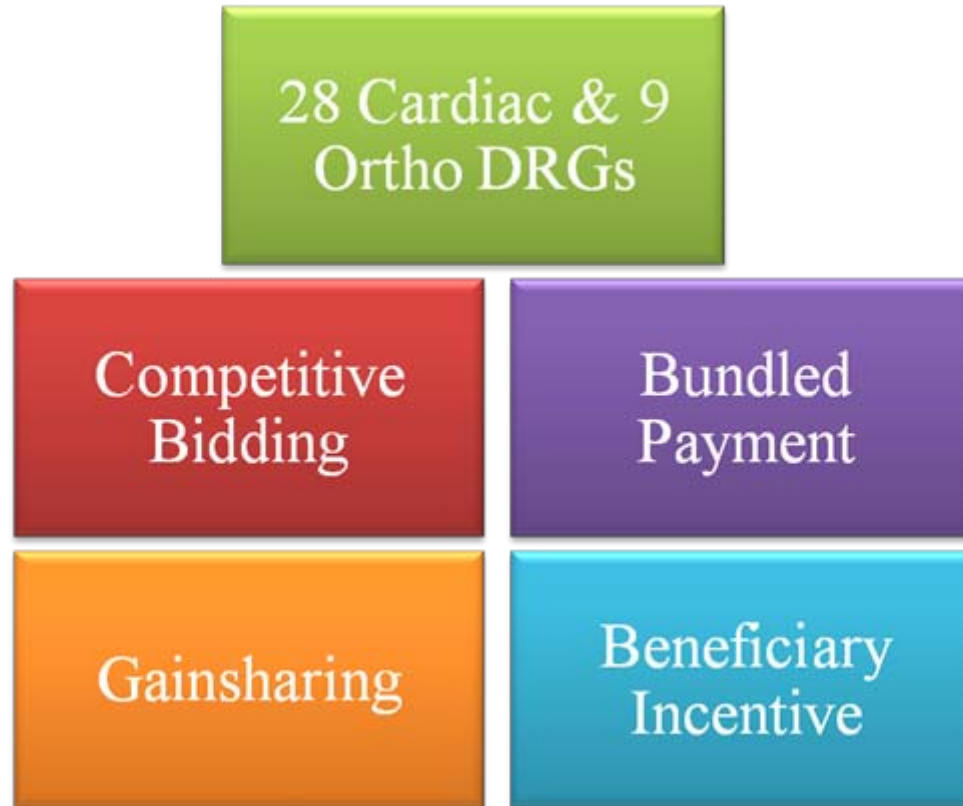 28 Cardiac & 9
Ortho DRGs
Competitive
Bidding
Bundled
Payment
Gainsharing
Beneficiary
Incentive